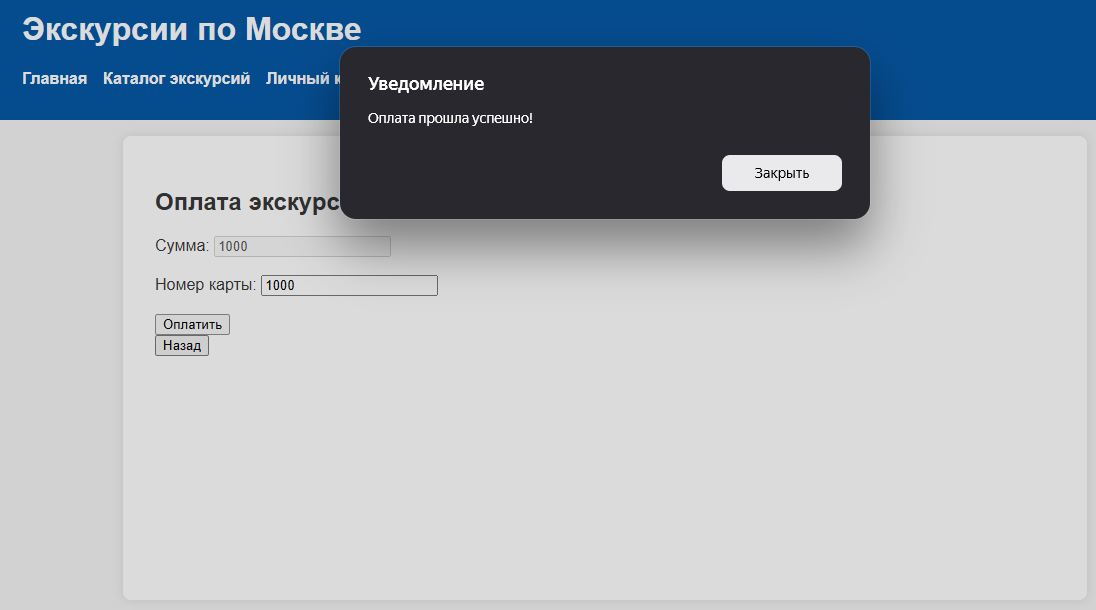 Экскурсии по Москве
Главная Каталог экскурсий Личный
Уведомление
Оплата прошла успешно!
Закрыть
Оплата
Сумма: 1000
Номер карты: 1000
Оплатить
Назад